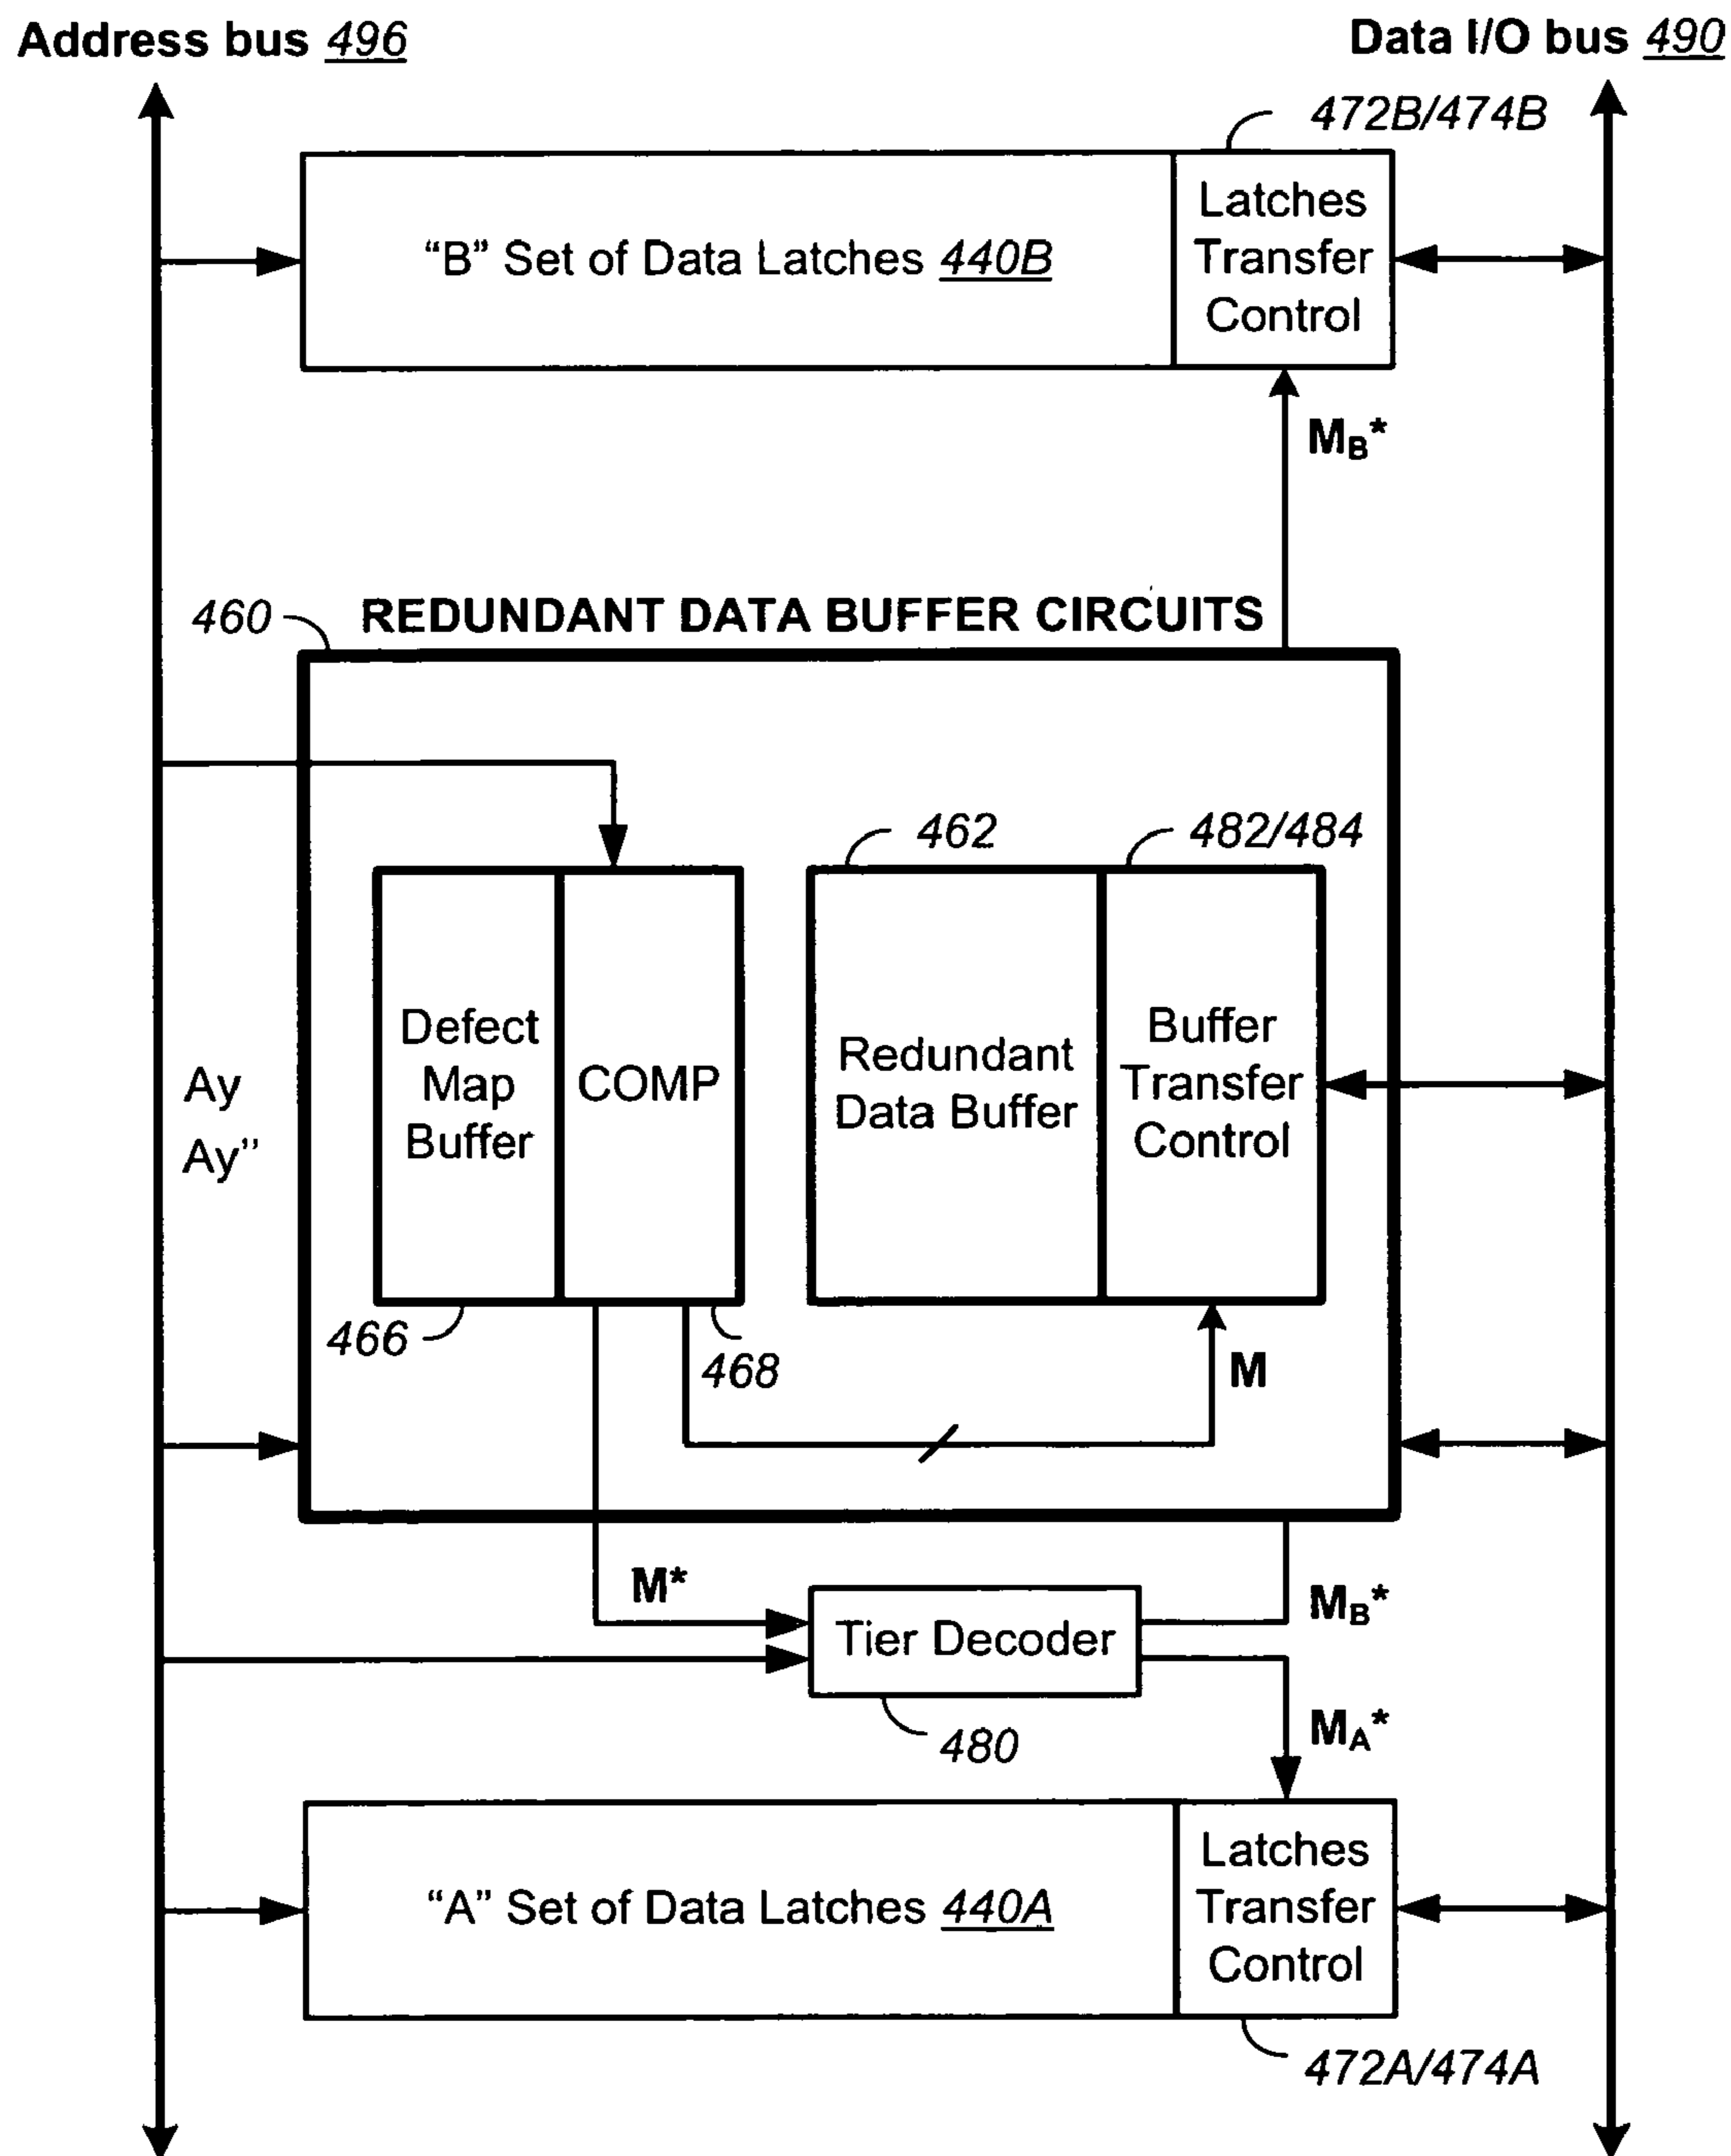 Address bus 496
Data I/O bus 490
472B/474B
"B" Set of Data Latches 440B
Latches
Transfer
Control
MB*
460
REDUNDANT DATA BUFFER CIRCUITS
462
482/484
Ay
Ay"
Defect
Map
Buffer
COMP
Redundant
Data Buffer
Buffer
Transfer
Control
466
468
M
M*
Tier Decoder
MB*
480
MA*
"A" Set of Data Latches 440A
Latches
Transfer
Control
472A/474A